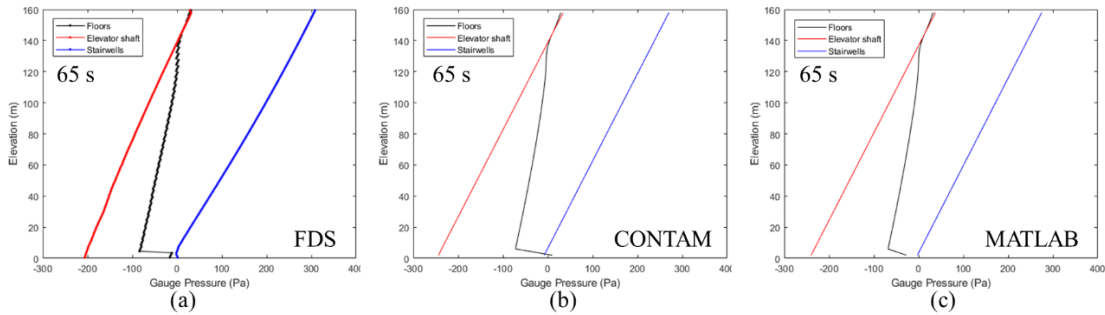 160
140
120
100
80
60
40
20
0
Elevation (m)
Floors
Elevator shaft
Stairwells
65 s
FDS
-300 -200 -100 0 100 200 300 400
Gauge Pressure (Pa)
(a)
160
140
120
100
80
60
40
20
0
Elevation (m)
Floors
Elevator shaft
Stairwells
65 s
CONTAM
-300 -200 -100 0 100 200 300 400
Gauge Pressure (Pa)
(b)
160
140
120
100
80
60
40
20
0
Elevation (m)
Floors
Elevator shaft
Stairwells
65 s
MATLAB
-300 -200 -100 0 100 200 300 400
Gauge Pressure (Pa)
(c)